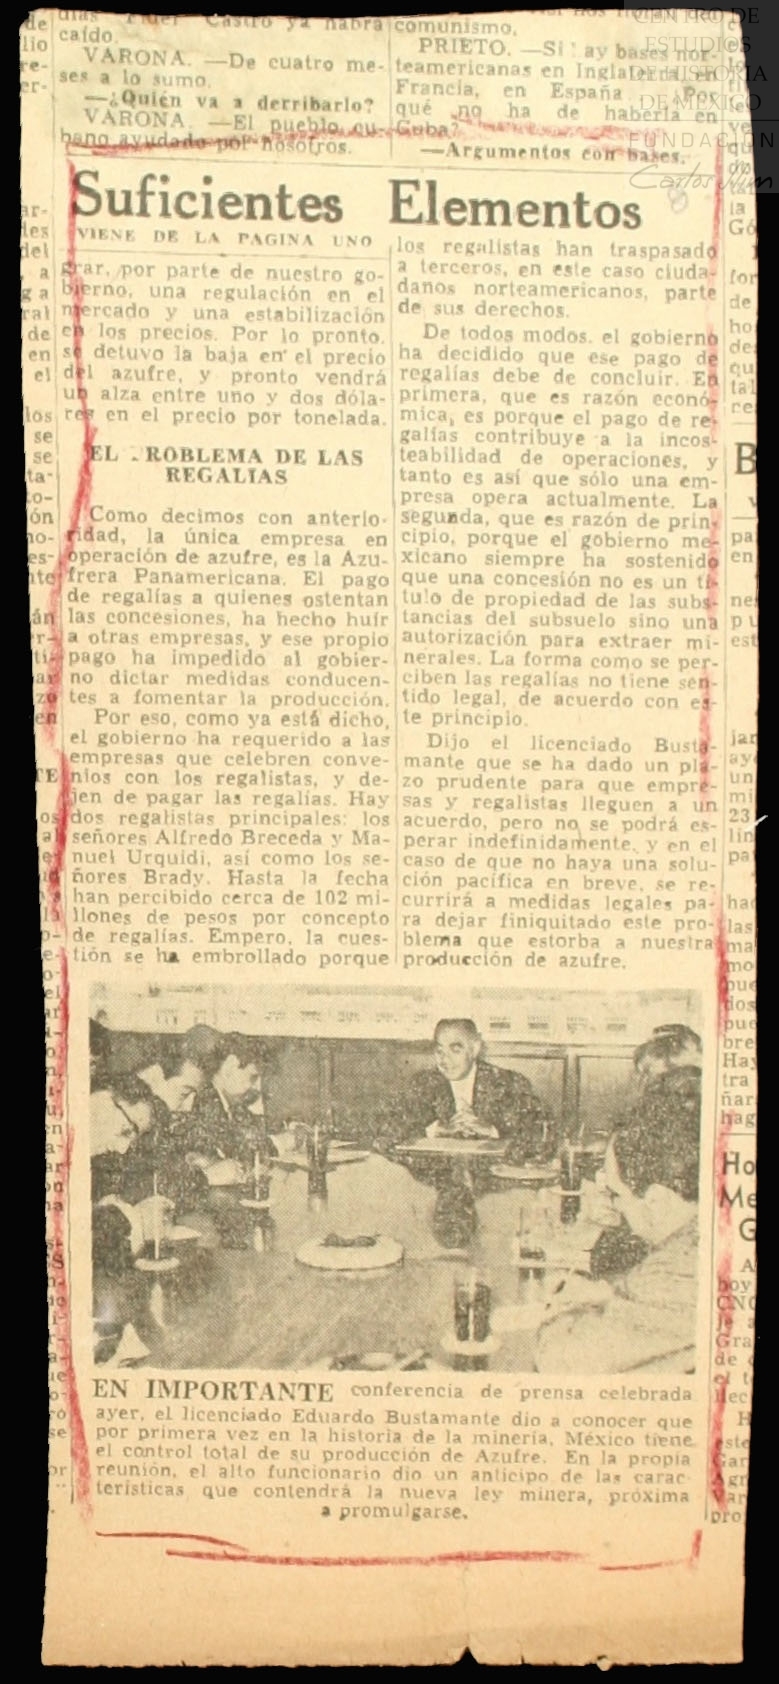 caído.
VARONA. —De cuatro me-
ses a lo sumo.
—¿Quién va a derribarlo?
VARONA. —El pueblo cu-
bano ayudado por nosotros.
comunismo.
PRIETO. —Si hay bases nor-
teamericanas en Inglaterra, en
Francia, en España ¿Por
qué no ha de haberla en
Cuba?
—Argumentos con bases.
CENTRO DE
ESTUDIOS
DE HISTORIA
DE MEXICO
FUNDACIÓN
Carlos Slim
Suficientes Elementos
VIENE DE LA PAGINA UNO
grar, por parte de nuestro go-
bierno, una regulación en el
mercado y una estabilización
en los precios. Por lo pronto.
se detuvo la baja en el precio
del azufre, y pronto vendrá
un alza entre uno y dos dóla-
res en el precio por tonelada.
EL PROBLEMA DE LAS
REGALIAS
Como decimos con anterio-
ridad, la única empresa en
operación de azufre, es la Azu-
frera Panamericana. El pago
de regalías a quienes ostentan
las concesiones, ha hecho huír
a otras empresas, y ese propio
pago ha impedido al gobier-
no dictar medidas conducen-
tes a fomentar la producción.
Por eso, como ya está dicho,
el gobierno ha requerido a las
empresas que celebren conve-
nios con los regalistas, y de-
jen de pagar las regalías. Hay
dos regalistas principales: los
señores Alfredo Breceda y Ma-
nuel Urquidi, así como los se-
ñores Brady. Hasta la fecha
han percibido cerca de 102 mi-
llones de pesos por concepto
de regalías. Empero, la cues-
tión se ha embrollado porque
los regalistas han traspasado
a terceros, en este caso ciuda-
danos norteamericanos, parte
de sus derechos.
De todos modos. el gobierno
ha decidido que ese pago de
regalías debe de concluir. En
primera, que es razón econó-
mica, es porque el pago de re-
galías contribuye a la incos-
teabilidad de operaciones, y
tanto es así que sólo una em-
presa opera actualmente. La
segunda, que es razón de prin-
cipio, porque el gobierno me-
xicano siempre ha sostenido
que una concesión no es un tí-
tulo de propiedad de las subs-
tancias del subsuelo sino una
autorización para extraer mi-
nerales. La forma como se per-
ciben las regalías no tiene sen-
tido legal, de acuerdo con es-
te principio.
Dijo el licenciado Busta-
mante que se ha dado un pla-
zo prudente para que empre-
sas y regalistas lleguen a un
acuerdo, pero no se podrá es-
perar indefinidamente, y en el
caso de que no haya una solu-
ción pacífica en breve, se re-
currirá a medidas legales pa-
ra dejar finiquitado este pro-
blema que estorba a nuestra
producción de azufre.
EN IMPORTANTE conferencia de prensa celebrada
ayer, el licenciado Eduardo Bustamante dio a conocer que
por primera vez en la historia de la minería, México tiene
el control total de su producción de Azufre. En la propia
reunión, el alto funcionario dio un anticipo de las carac-
terísticas que contendrá la nueva ley minera, próxima
a promulgarse.